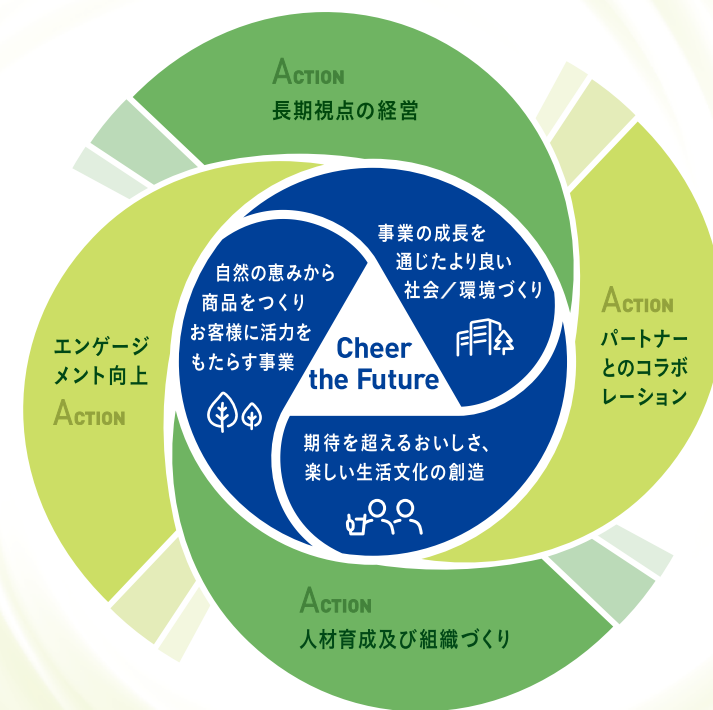 ACTION
長期視点の経営
事業の成長を
通じたより良い
社会／環境づくり
自然の恵みから
商品をつくり
お客様に活力を
もたらす事業
Cheer
the Future
期待を超えるおいしさ、
楽しい生活文化の創造
エンゲージ
メント向上
ACTION
ACTION
パートナー
とのコラボ
レーション
ACTION
人材育成及び組織づくり